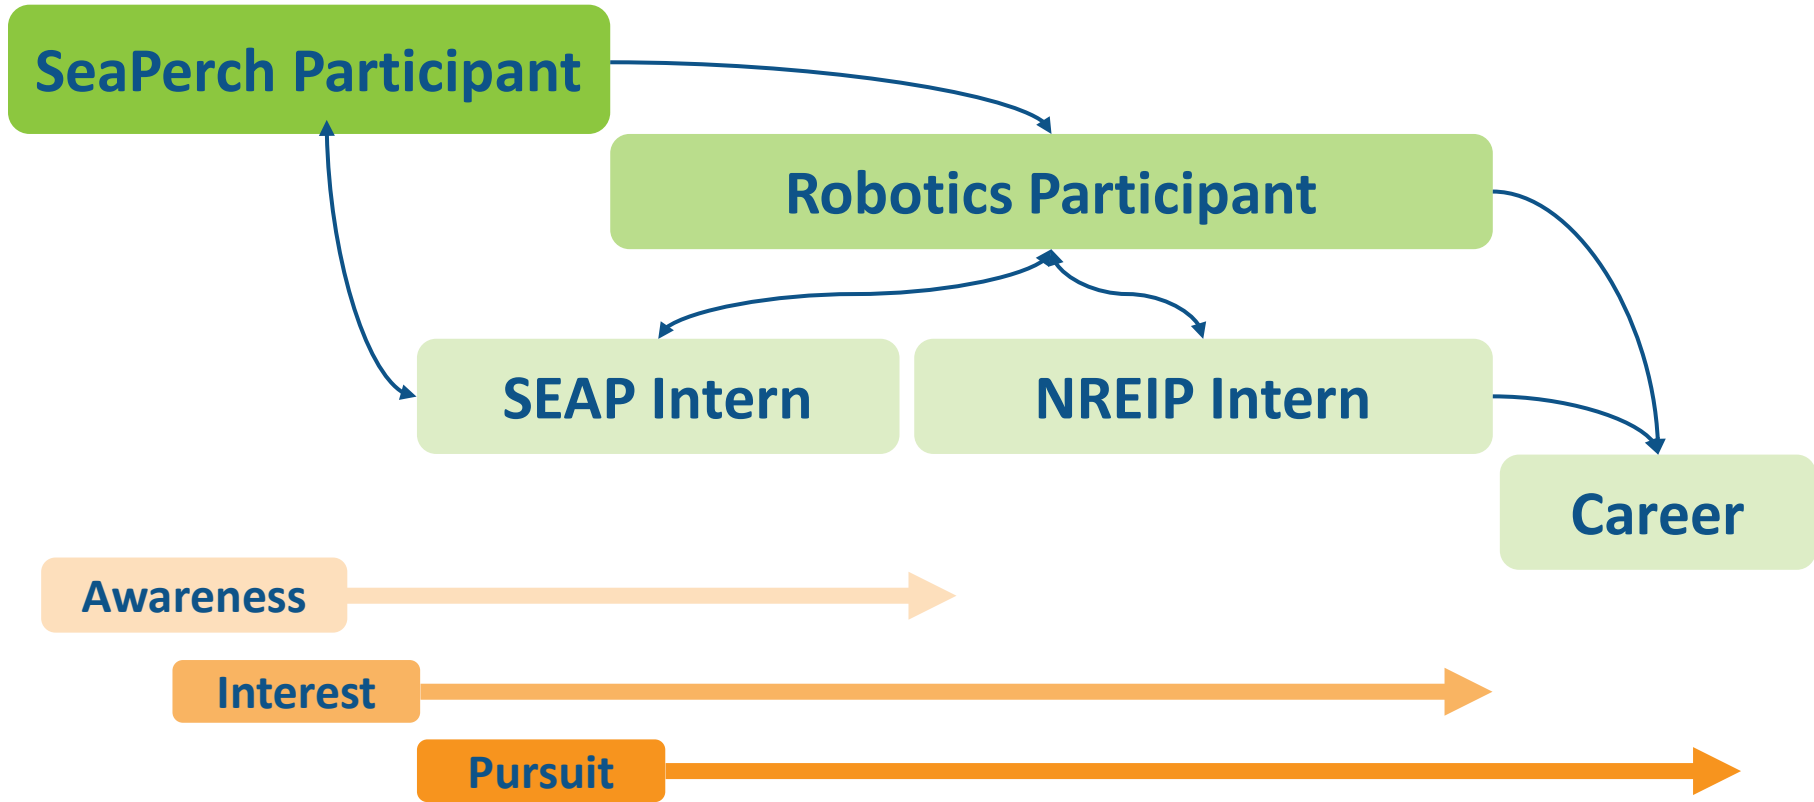 SeaPerch Participant
Robotics Participant
SEAP Intern
NREIP Intern
Career
Awareness
Interest
Pursuit